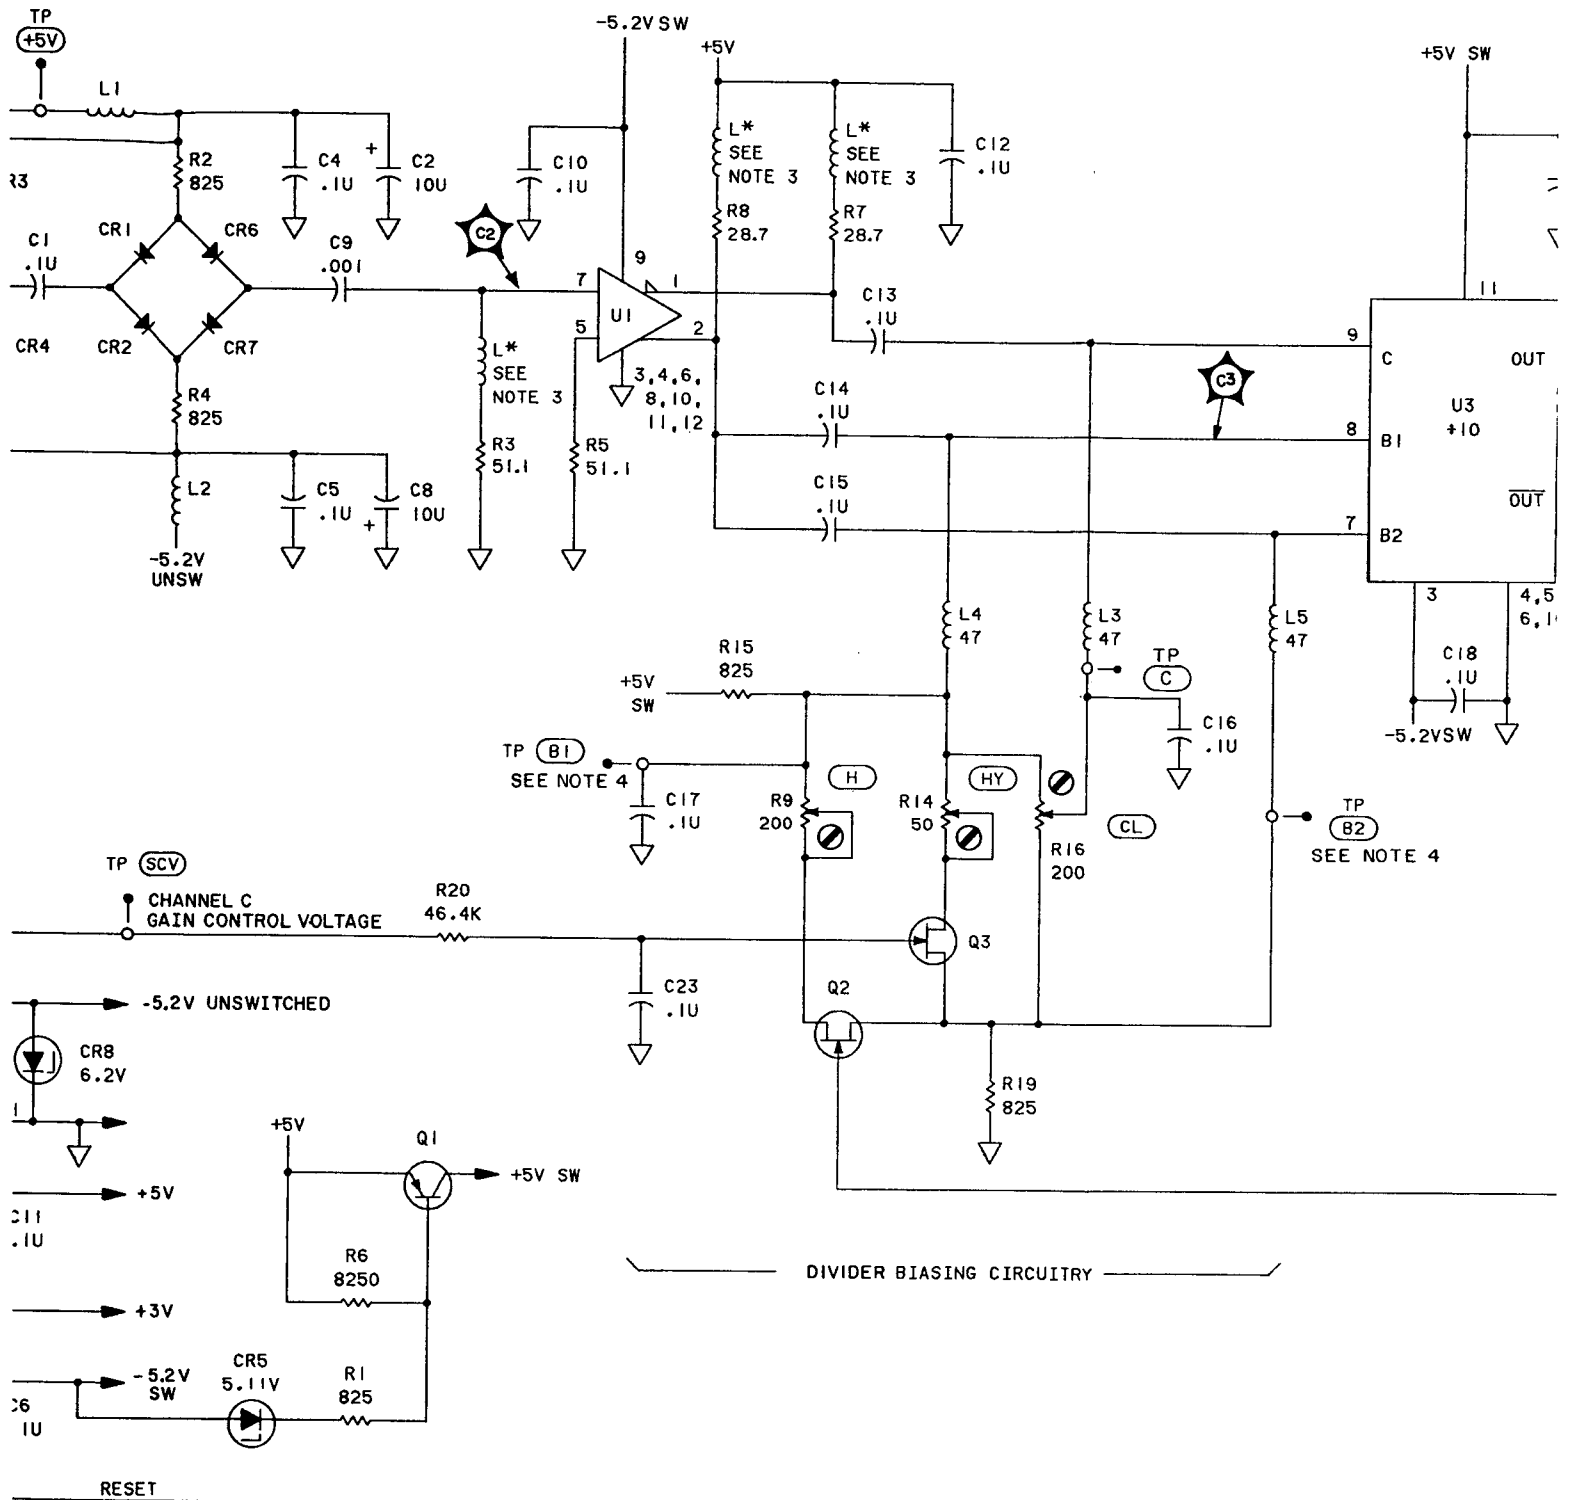 TP
+5V
L1
R3
R2
825
C4
.1U
+
C2
10U
C1
.1U
CR1
CR6
CR4
CR2
CR7
C9
.001
R4
825
L2
-5.2V
UNSW
C5
.1U
+
C8
10U
C2
-5.2V SW
C10
.1U
9
7
5
U1
1
2
3,4,6,
8,10,
11,12
L*
SEE
NOTE 3
R3
51.1
R5
51.1
+5V
L*
SEE
NOTE 3
R8
28.7
L*
SEE
NOTE 3
R7
28.7
C12
.1U
C13
.1U
C14
.1U
C15
.1U
C3
+5V SW
11
9
C
OUT
8
B1
U3
+10
OUT
7
B2
3
4,5
C18
.1U
-5.2VSW
L4
47
L3
47
L5
47
TP
C
C16
.1U
+5V
SW
R15
825
TP B1
SEE NOTE 4
C17
.1U
H
R9
200
HY
R14
50
CL
R16
200
TP
B2
SEE NOTE 4
TP SCV
CHANNEL C
GAIN CONTROL VOLTAGE
R20
46.4K
Q3
C23
.1U
Q2
R19
825
-5.2V UNSWITCHED
CR8
6.2V
+5V
C11
.1U
+3V
-5.2V
SW
C6
1U
+5V
Q1
+5V SW
R6
8250
CR5
5.11V
R1
825
DIVIDER BIASING CIRCUITRY
RESET